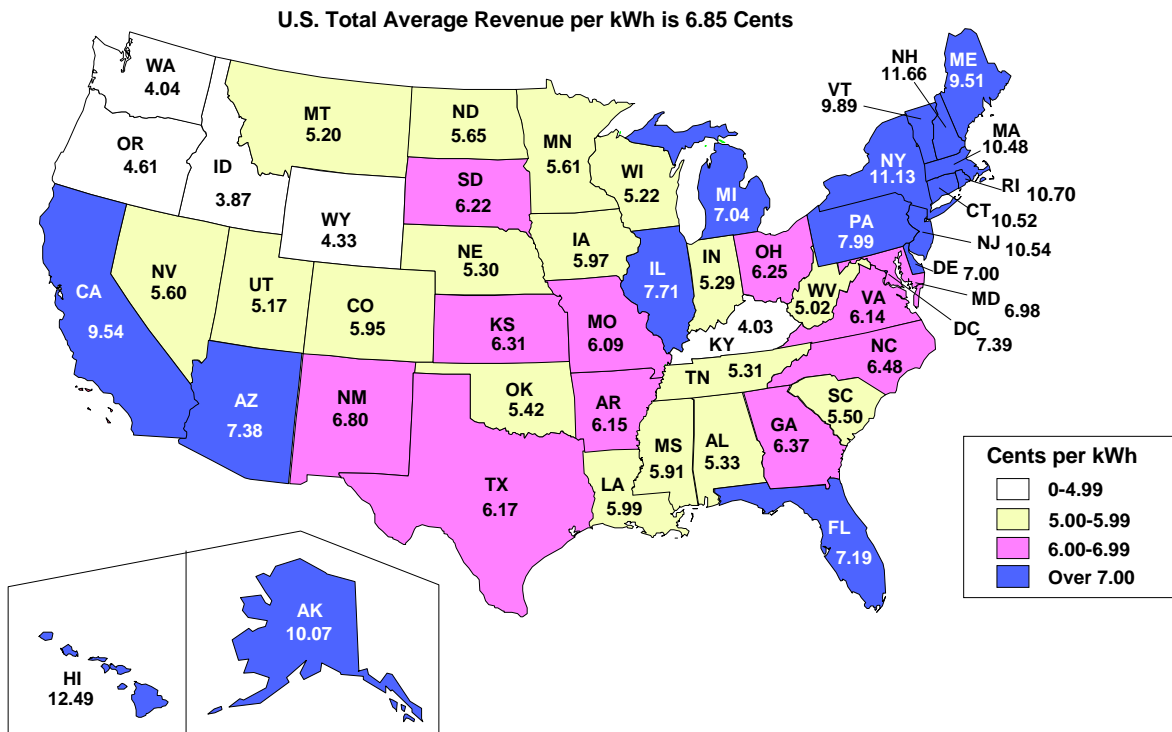 U.S. Total Average Revenue per kWh is 6.85 Cents
WA
4.04
OR
4.61
ID
3.87
MT
5.20
WY
4.33
ND
5.65
SD
6.22
NE
5.30
MN
5.61
IA
5.97
WI
5.22
MI
7.04
IL
7.71
IN
5.29
OH
6.25
KY
4.03
WV
5.02
VA
6.14
NC
6.48
SC
5.50
TN
5.31
GA
6.37
FL
7.19
AL
5.33
MS
5.91
LA
5.99
AR
6.15
MO
6.09
KS
6.31
OK
5.42
TX
6.17
NM
6.80
CO
5.95
UT
5.17
NV
5.60
CA
9.54
AZ
7.38
NH
11.66
VT
9.89
ME
9.51
MA
10.48
RI 10.70
CT 10.52
NJ 10.54
NY
11.13
PA
7.99
DE 7.00
MD
6.98
DC
7.39
HI
12.49
AK
10.07
Cents per kWh
0-4.99
5.00-5.99
6.00-6.99
Over 7.00